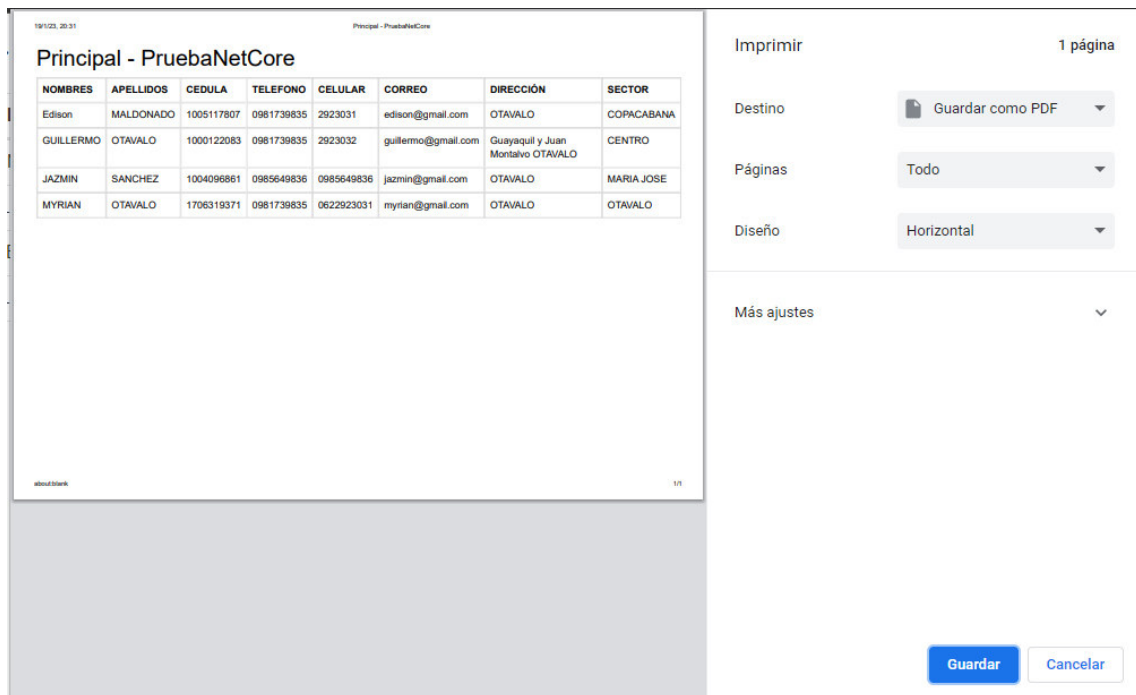 19/1/23, 20:31 Principal - PruebaNetCore
Principal - PruebaNetCore
NOMBRES APELLIDOS CEDULA TELEFONO CELULAR CORREO DIRECCIÓN SECTOR
Edison MALDONADO 1005117807 0981739835 2923031 edison@gmail.com OTAVALO COPACABANA
GUILLERMO OTAVALO 1000122083 0981739835 2923032 guillermo@gmail.com Guayaquil y Juan CENTRO
Montalvo OTAVALO
JAZMIN SANCHEZ 1004096861 0985649836 0985649836 jazmin@gmail.com OTAVALO MARIA JOSE
MYRIAN OTAVALO 1706319371 0981739835 0622923031 myrian@gmail.com OTAVALO OTAVALO
about:blank 1/1
Imprimir 1 página
Destino Guardar como PDF
Páginas Todo
Diseño Horizontal
Más ajustes
Guardar Cancelar